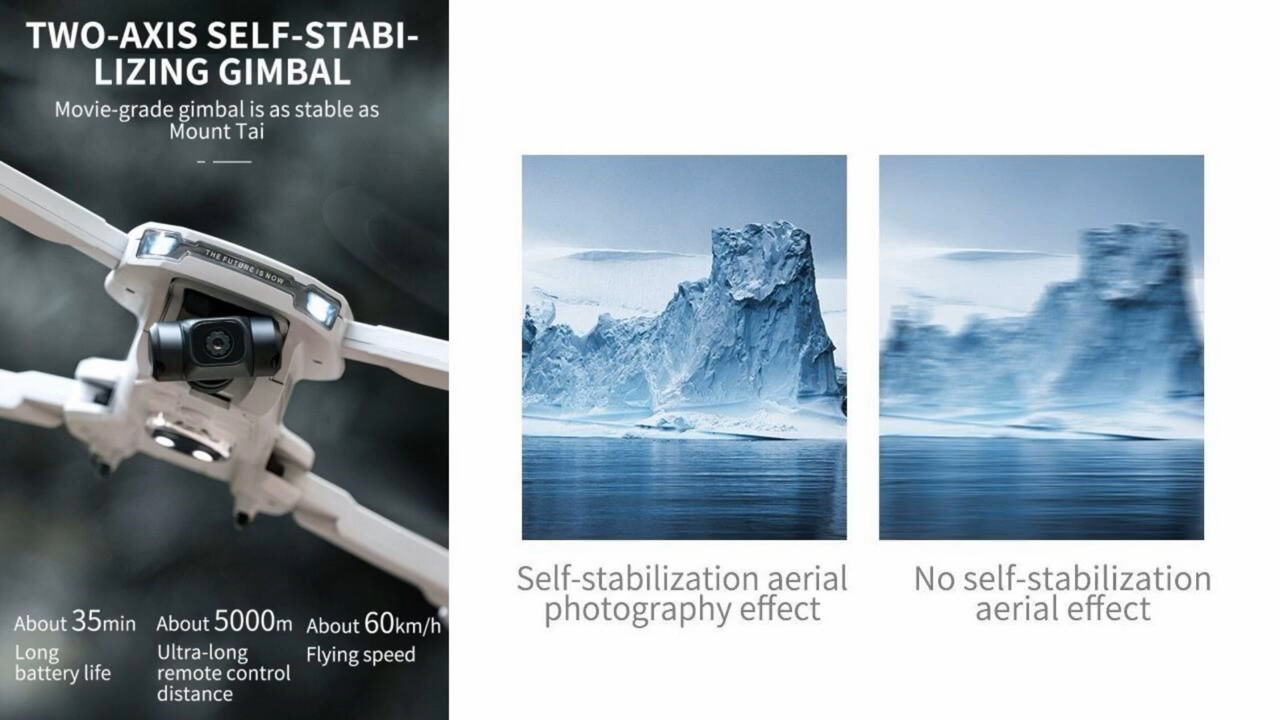 TWO-AXIS SELF-STABI-
LIZING GIMBAL
Movie-grade gimbal is as stable as
Mount Tai
THE FUTURE IS NOW
About 35min
Long
battery life
About 5000m
Ultra-long
remote control
distance
About 60km/h
Flying speed
Self-stabilization aerial
photography effect
No self-stabilization
aerial effect